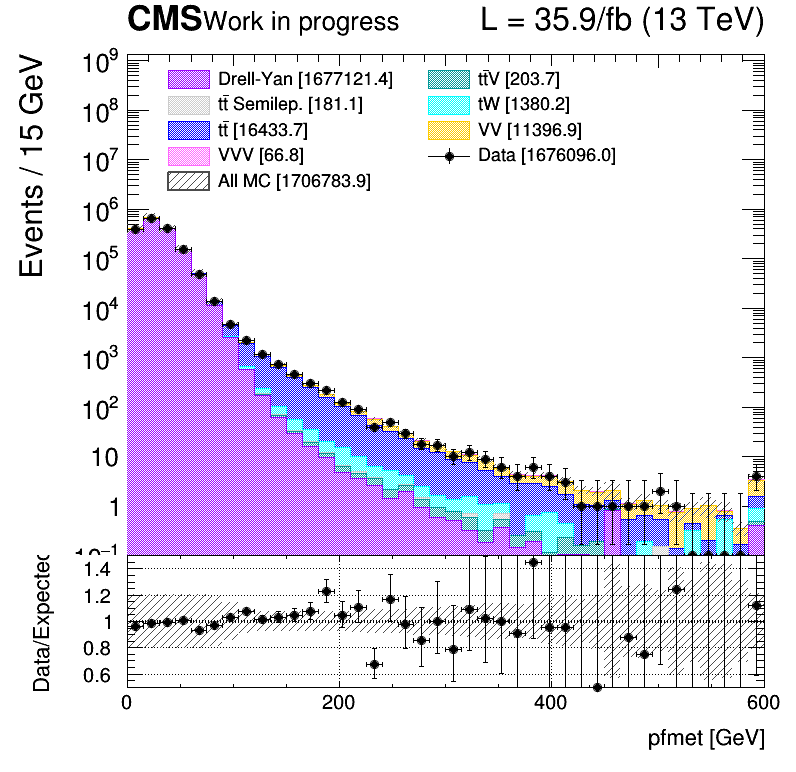 CMS Work in progress L = 35.9/fb (13 TeV)
Events / 15 GeV
10⁹
10⁸
10⁷
10⁶
10⁵
10⁴
10³
10²
10
1
10⁻¹
Drell-Yan [1677121.4]
tt̄ Semilep. [181.1]
tt̄ [16433.7]
VVV [66.8]
All MC [1706783.9]
tt̄V [203.7]
tW [1380.2]
VV [11396.9]
Data [1676096.0]
Data/Expected
1.4
1.2
1
0.8
0.6
0 200 400 600
pfmet [GeV]